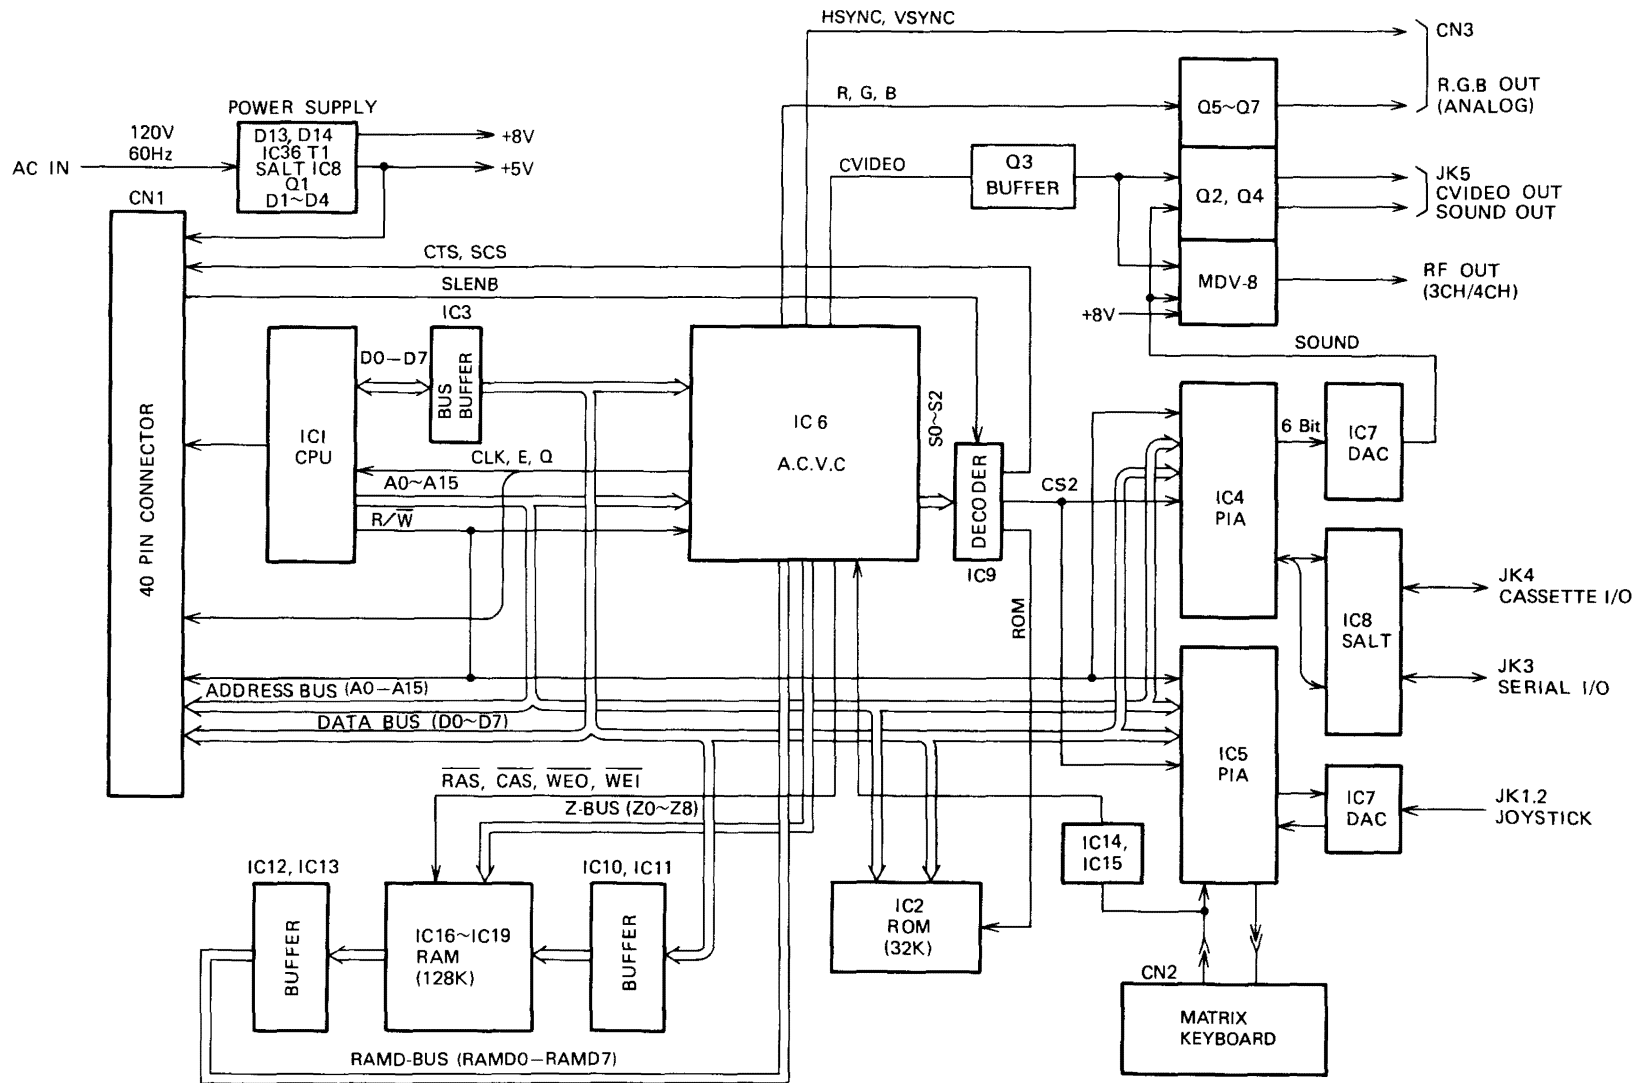 HSYNC, VSYNC
CN3
R, G, B
Q5~Q7
R.G.B OUT
(ANALOG)
POWER SUPPLY
D13, D14
IC36 T1
SALT IC8
Q1
D1~D4
120V
60Hz
AC IN
+8V
+5V
CVIDEO
Q3
BUFFER
Q2, Q4
JK5
CVIDEO OUT
SOUND OUT
MDV-8
RF OUT
(3CH/4CH)
+8V
SOUND
CN1
40 PIN CONNECTOR
CTS, SCS
SLENB
IC3
BUS
BUFFER
D0—D7
IC1
CPU
CLK, E, Q
A0~A15
R/W̅
IC 6
A.C.V.C
S0~S2
DECODER
IC9
CS2
ROM
IC4
PIA
6 Bit
IC7
DAC
IC8
SALT
JK4
CASSETTE I/O
JK3
SERIAL I/O
ADDRESS BUS (A0—A15)
DATA BUS (D0~D7)
IC5
PIA
IC7
DAC
JK1.2
JOYSTICK
R̅A̅S̅, C̅A̅S̅, W̅E̅O̅, W̅E̅I̅
Z-BUS (Z0~Z8)
IC14,
IC15
IC12, IC13
BUFFER
IC16~IC19
RAM
(128K)
IC10, IC11
BUFFER
IC2
ROM
(32K)
CN2
MATRIX
KEYBOARD
RAMD-BUS (RAMD0—RAMD7)